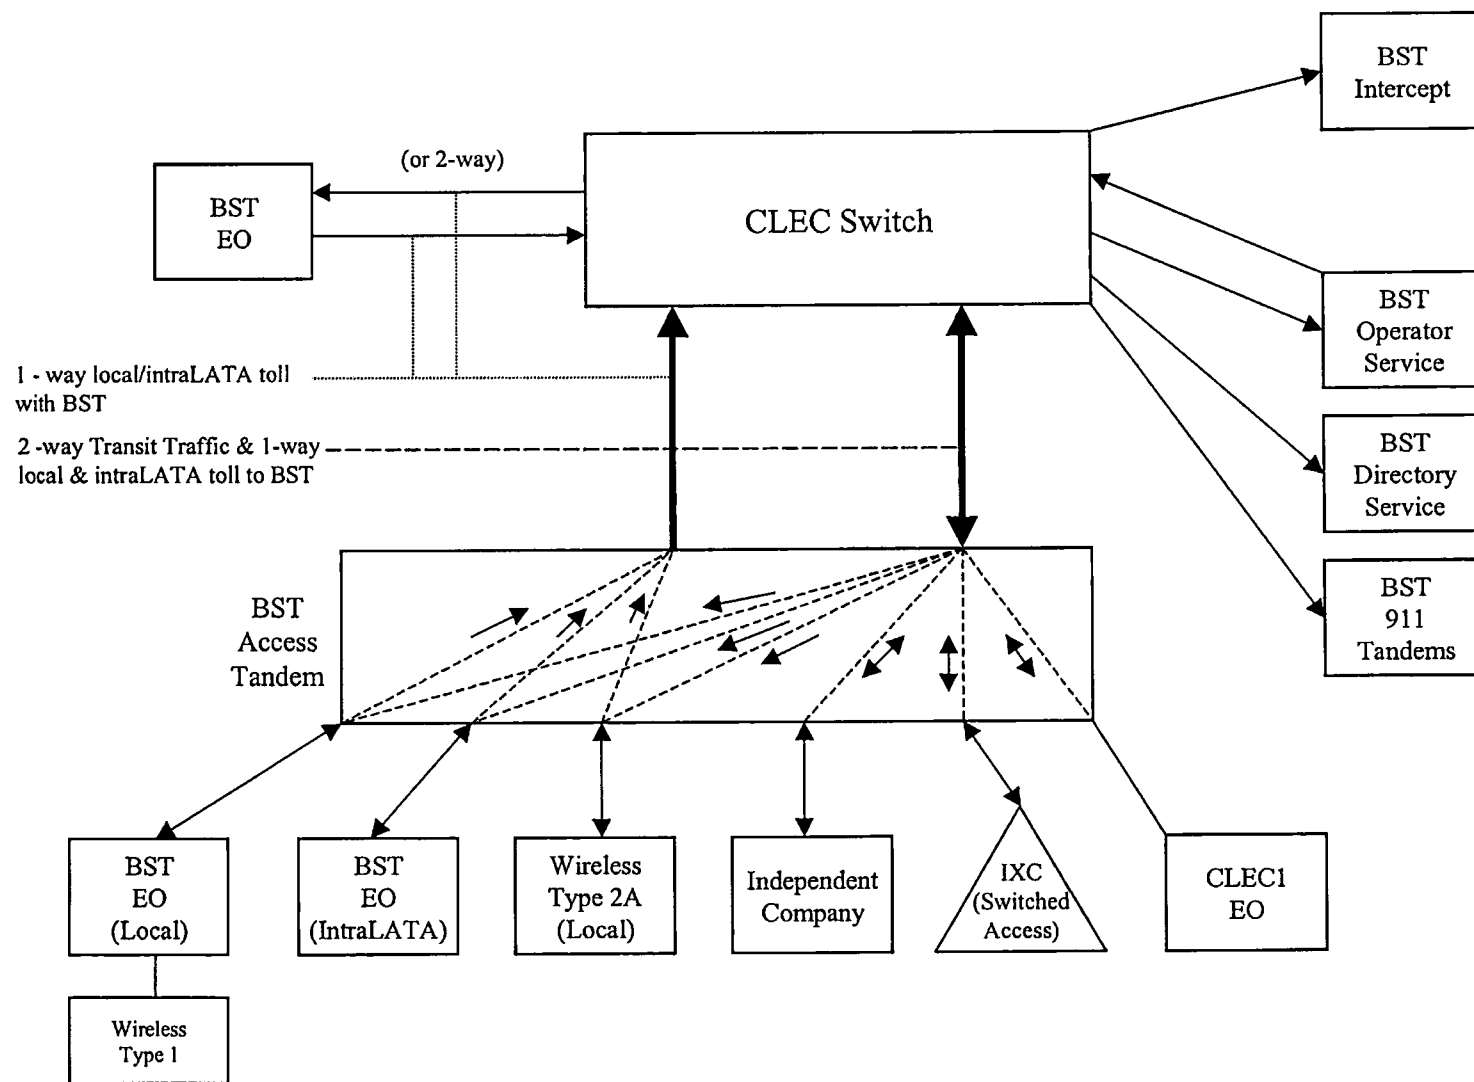 BST
Intercept
(or 2-way)
BST
EO
CLEC Switch
BST
Operator
Service
1 - way local/intraLATA toll
with BST
2 -way Transit Traffic & 1-way
local & intraLATA toll to BST
BST
Directory
Service
BST
911
Tandems
BST
Access
Tandem
BST
EO
(Local)
BST
EO
(IntraLATA)
Wireless
Type 2A
(Local)
Independent
Company
IXC
(Switched
Access)
CLEC1
EO
Wireless
Type 1